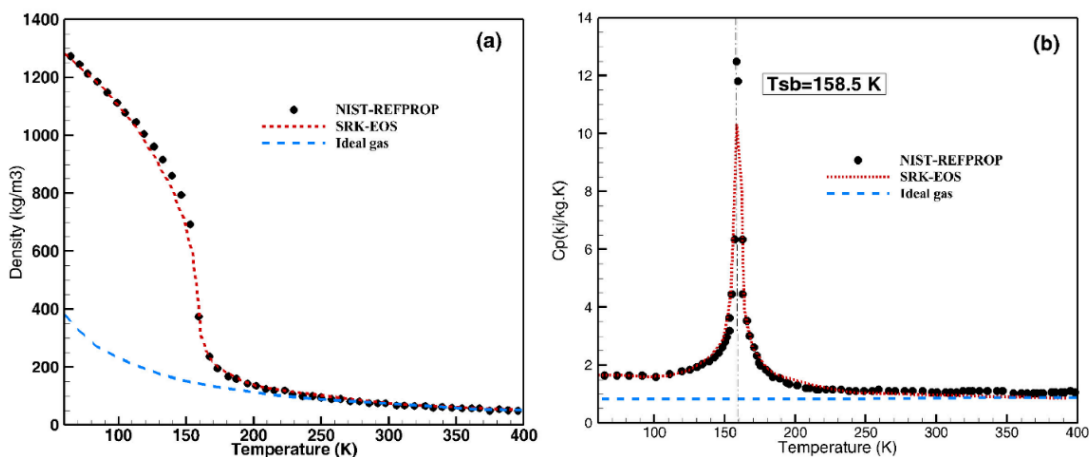 (a)
1400
1200
1000
800
600
400
200
0
Density (kg/m3)
NIST-REFPROP
SRK-EOS
Ideal gas
100
150
200
250
300
350
400
Temperature (K)
(b)
14
12
10
8
6
4
2
0
Cp(kj/kg.K)
Tsb=158.5 K
NIST-REFPROP
SRK-EOS
Ideal gas
100
150
200
250
300
350
400
Temperature (K)